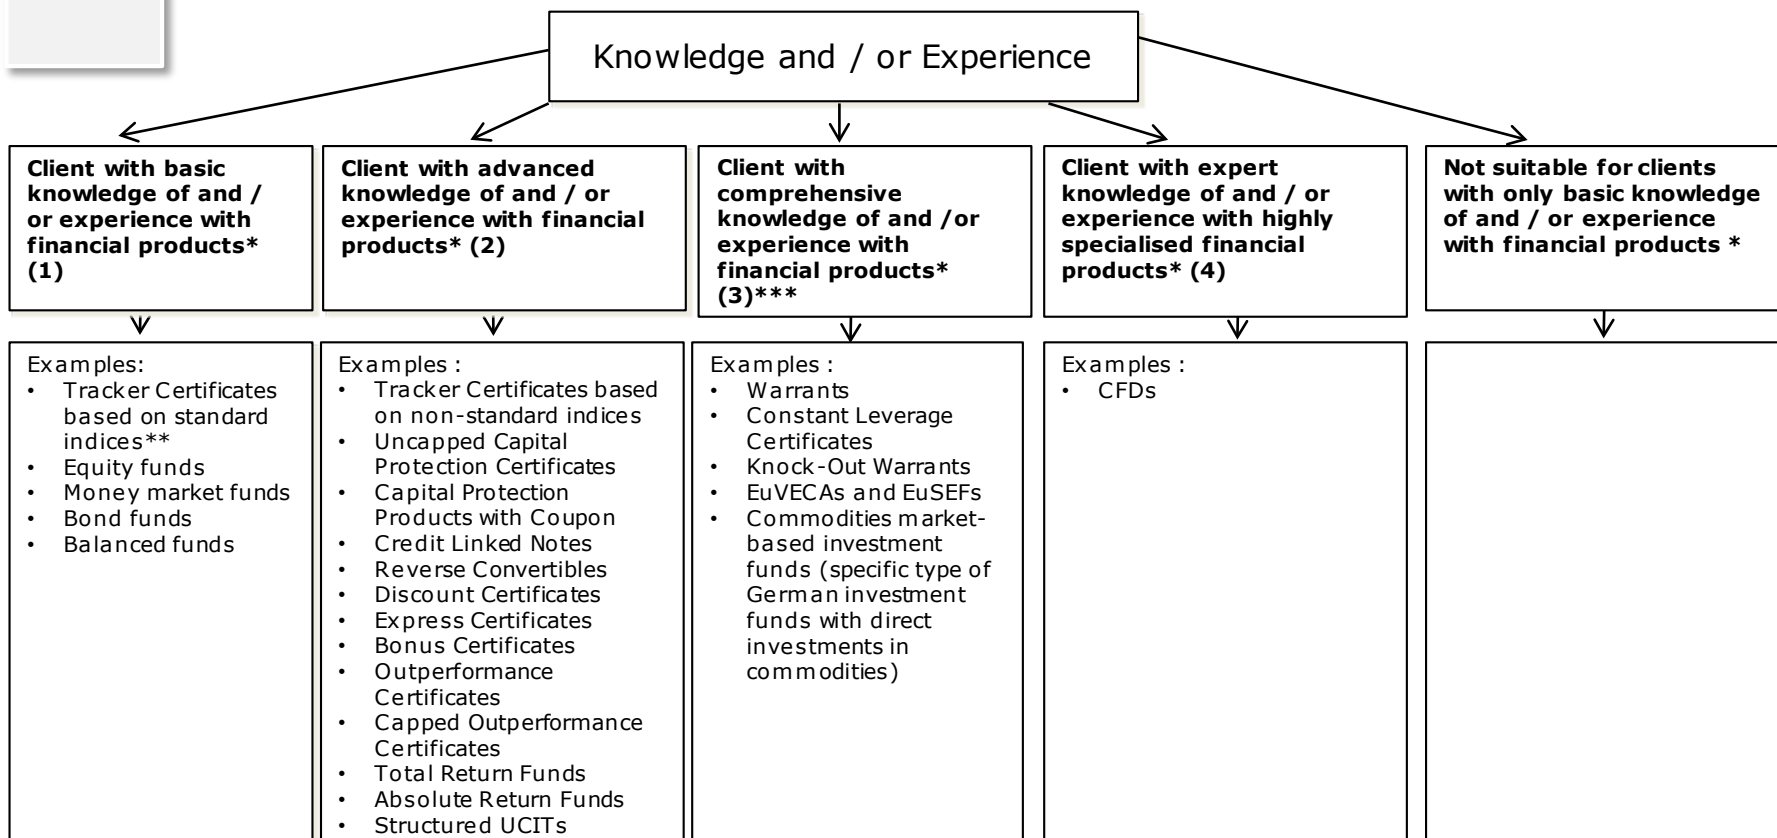 Knowledge and / or Experience
Client with basic
knowledge of and /
or experience with
financial products*
(1)
Client with advanced
knowledge of and / or
experience with financial
products* (2)
Client with
comprehensive
knowledge of and /or
experience with
financial products*
(3)***
Client with expert
knowledge of and / or
experience with highly
specialised financial
products* (4)
Not suitable for clients
with only basic knowledge
of and / or experience
with financial products *
Examples:
• Tracker Certificates
based on standard
indices**
• Equity funds
• Money market funds
• Bond funds
• Balanced funds
Examples :
• Tracker Certificates based
on non-standard indices
• Uncapped Capital
Protection Certificates
• Capital Protection
Products with Coupon
• Credit Linked Notes
• Reverse Convertibles
• Discount Certificates
• Express Certificates
• Bonus Certificates
• Outperformance
Certificates
• Capped Outperformance
Certificates
• Total Return Funds
• Absolute Return Funds
• Structured UCITs
Examples :
• Warrants
• Constant Leverage
Certificates
• Knock-Out Warrants
• EuVECAs and EuSEFs
• Commodities market-
based investment
funds (specific type of
German investment
funds with direct
investments in
commodities)
Examples :
• CFDs